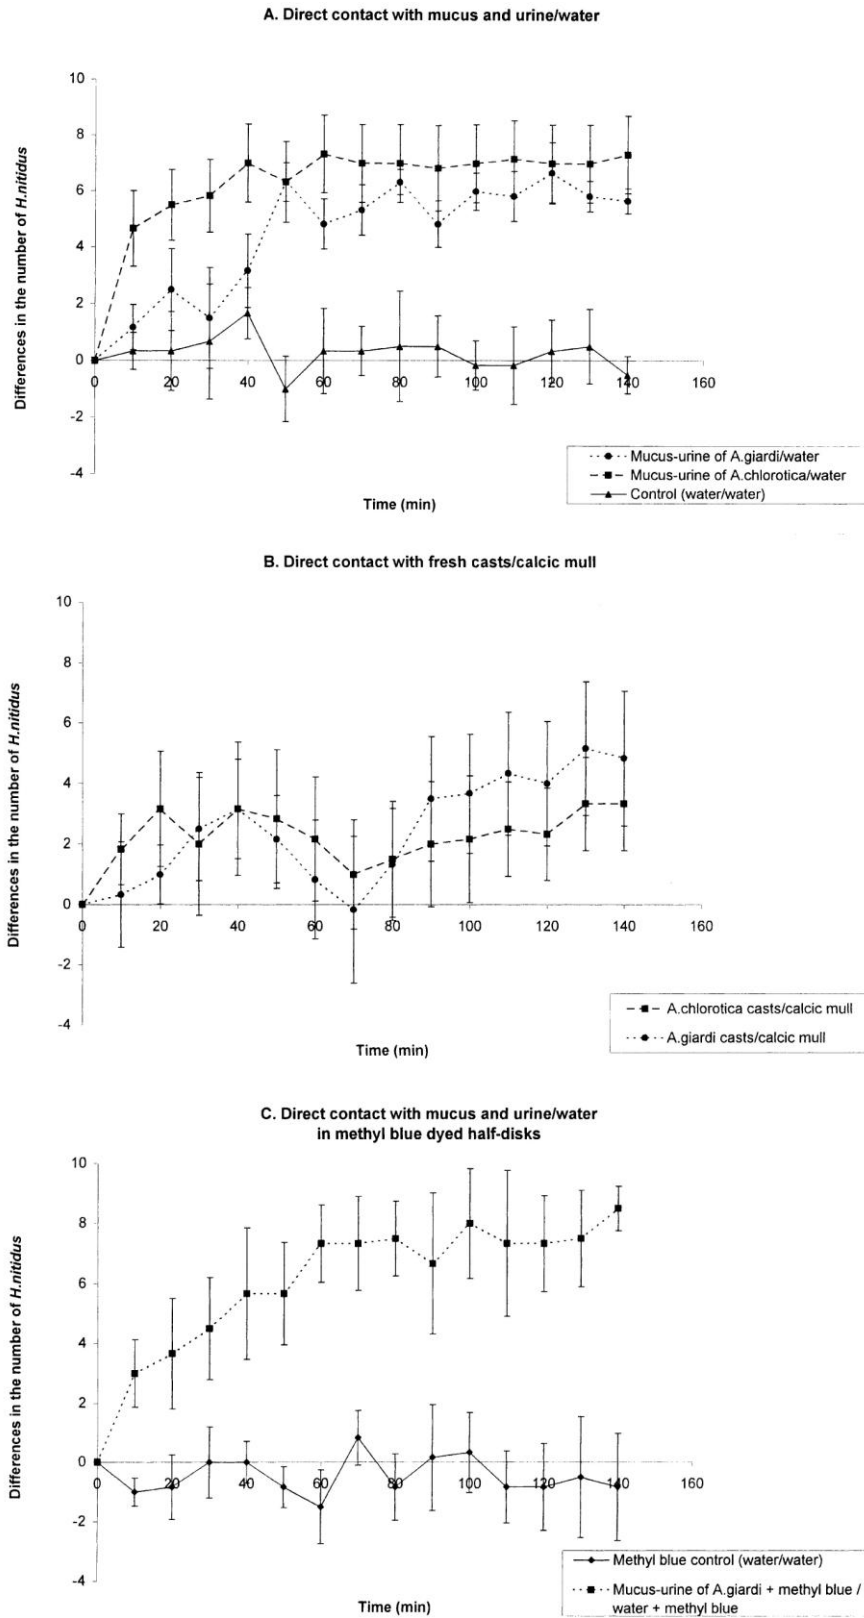 A. Direct contact with mucus and urine/water
10
8
6
4
2
0
-2
-4
0 20 40 60 80 100 120 140 160
Differences in the number of H.nitidus
Time (min)
Mucus-urine of A.giardi/water
Mucus-urine of A.chlorotica/water
Control (water/water)
B. Direct contact with fresh casts/calcic mull
10
8
6
4
2
0
-2
-4
0 20 40 60 80 100 120 140 160
Differences in the number of H.nitidus
Time (min)
A.chlorotica casts/calcic mull
A.giardi casts/calcic mull
C. Direct contact with mucus and urine/water
in methyl blue dyed half-disks
10
8
6
4
2
0
-2
-4
0 20 40 60 80 100 120 140 160
Differences in the number of H.nitidus
Time (min)
Methyl blue control (water/water)
Mucus-urine of A.giardi + methyl blue /
water + methyl blue